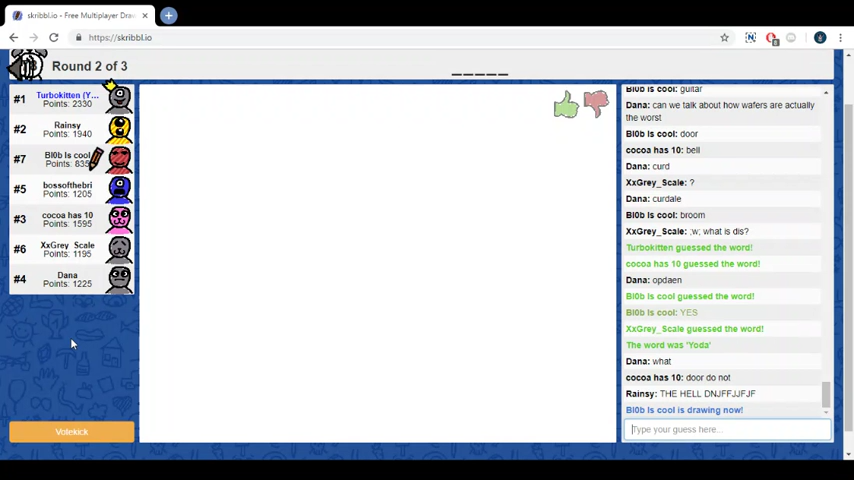 skribbl.io - Free Multiplayer Dra
https://skribbl.io
Round 2 of 3
_ _ _ _ _
#1 Turbokitten (Y...
Points: 2330
#2 Rainsy
Points: 1940
#7 Bl0b Is cool
Points: 835
#5 bossofthebri
Points: 1205
#3 cocoa has 10
Points: 1595
#6 XxGrey_Scale
Points: 1195
#4 Dana
Points: 1225
Votekick
Bl0b Is cool: guitar
Dana: can we talk about how wafers are actually
the worst
Bl0b Is cool: door
cocoa has 10: bell
Dana: curd
XxGrey_Scale: ?
Dana: curdale
Bl0b Is cool: broom
XxGrey_Scale: ;w; what is dis?
Turbokitten guessed the word!
cocoa has 10 guessed the word!
Dana: opdaen
Bl0b Is cool guessed the word!
Bl0b Is cool: YES
XxGrey_Scale guessed the word!
The word was 'Yoda'
Dana: what
cocoa has 10: door do not
Rainsy: THE HELL DNJFFJJFJF
Bl0b Is cool is drawing now!
Type your guess here...